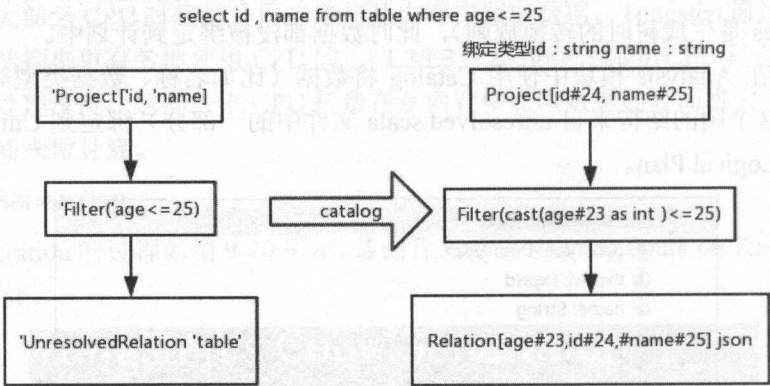 select id , name from table where age<=25
绑定类型id：string name：string
'Project['id, 'name]
Project[id#24, name#25]
'Filter('age<=25)
catalog
Filter(cast(age#23 as int )<=25)
'UnresolvedRelation 'table'
Relation[age#23,id#24,#name#25] json